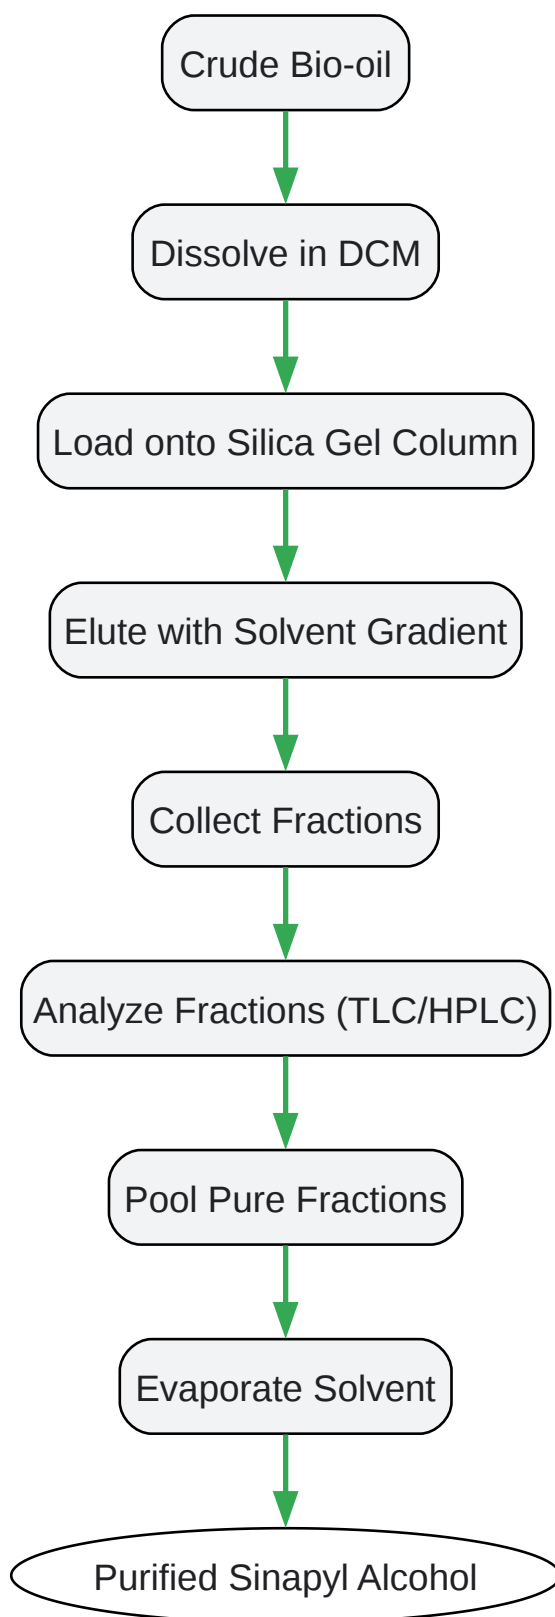 Crude Bio-oil
Dissolve in DCM
Load onto Silica Gel Column
Elute with Solvent Gradient
Collect Fractions
Analyze Fractions (TLC/HPLC)
Pool Pure Fractions
Evaporate Solvent
Purified Sinapyl Alcohol